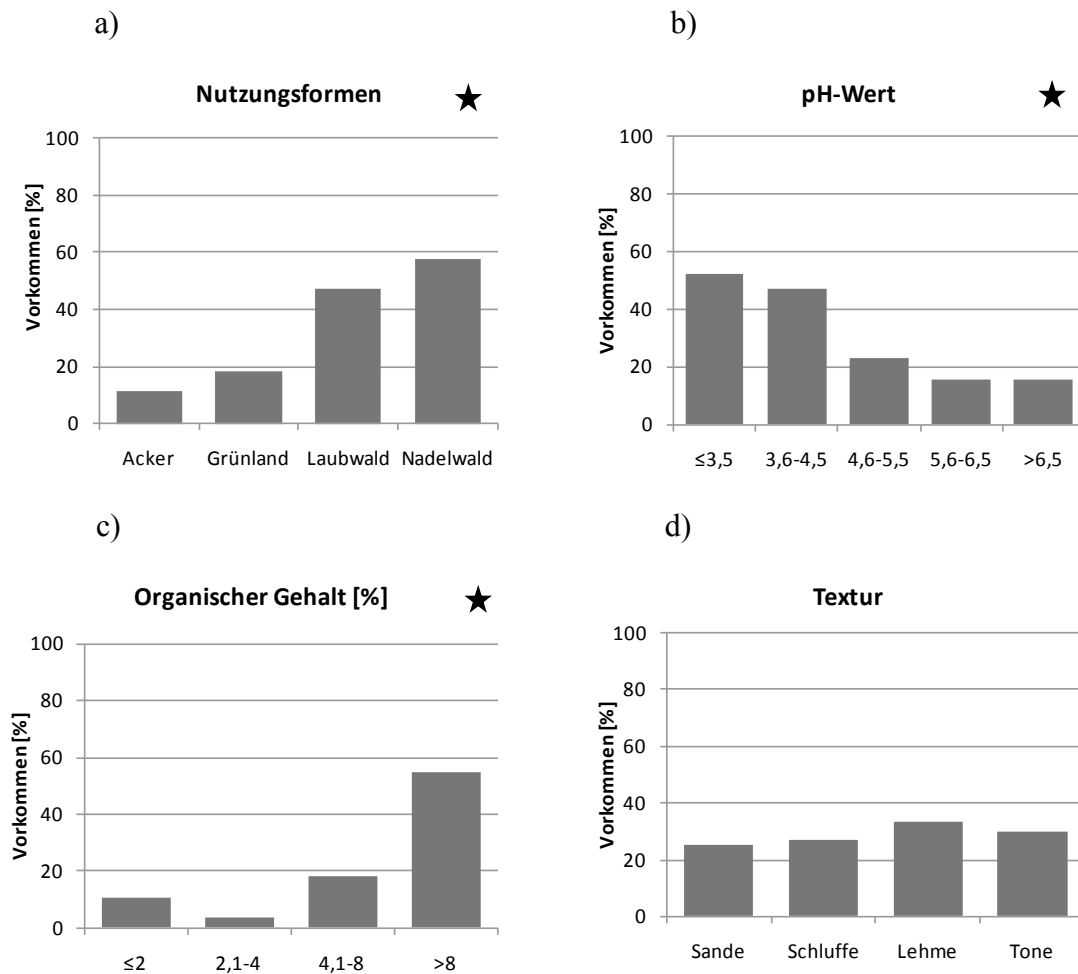 a)
Nutzungsformen ★
Vorkommen [%]
100
80
60
40
20
0
Acker Grünland Laubwald Nadelwald
b)
pH-Wert ★
Vorkommen [%]
100
80
60
40
20
0
≤3,5 3,6-4,5 4,6-5,5 5,6-6,5 >6,5
c)
Organischer Gehalt [%] ★
Vorkommen [%]
100
80
60
40
20
0
≤2 2,1-4 4,1-8 >8
d)
Textur
Vorkommen [%]
100
80
60
40
20
0
Sande Schluffe Lehme Tone